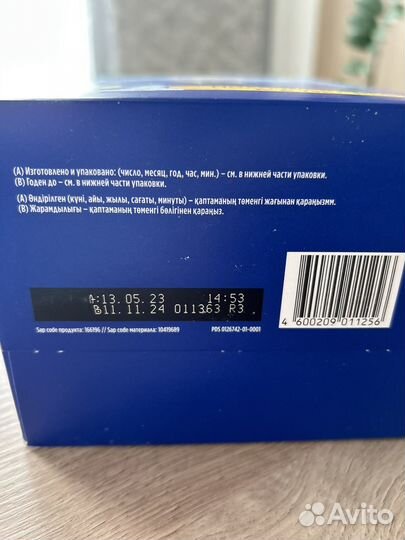 (A) Изготовлено и упаковано: (число, месяц, год, час, мин.) – см. в нижней части упаковки.
(B) Годен до – см. в нижней части упаковки.
(A) Өндірілген (күні, айы, жылы, сағаты, минуты) – қаптаманың төменгі жағынан қараңызмм.
(B) Жарамдылығы – қаптаманың төменгі бөлігінен қараңыз.
A:13.05.23 14:53
B:11.11.24 011363 R3
Sap code продукта: 166196 // Sap code материала: 10419689 PDS 0126742-01-0001
4 600209 011256
Avito